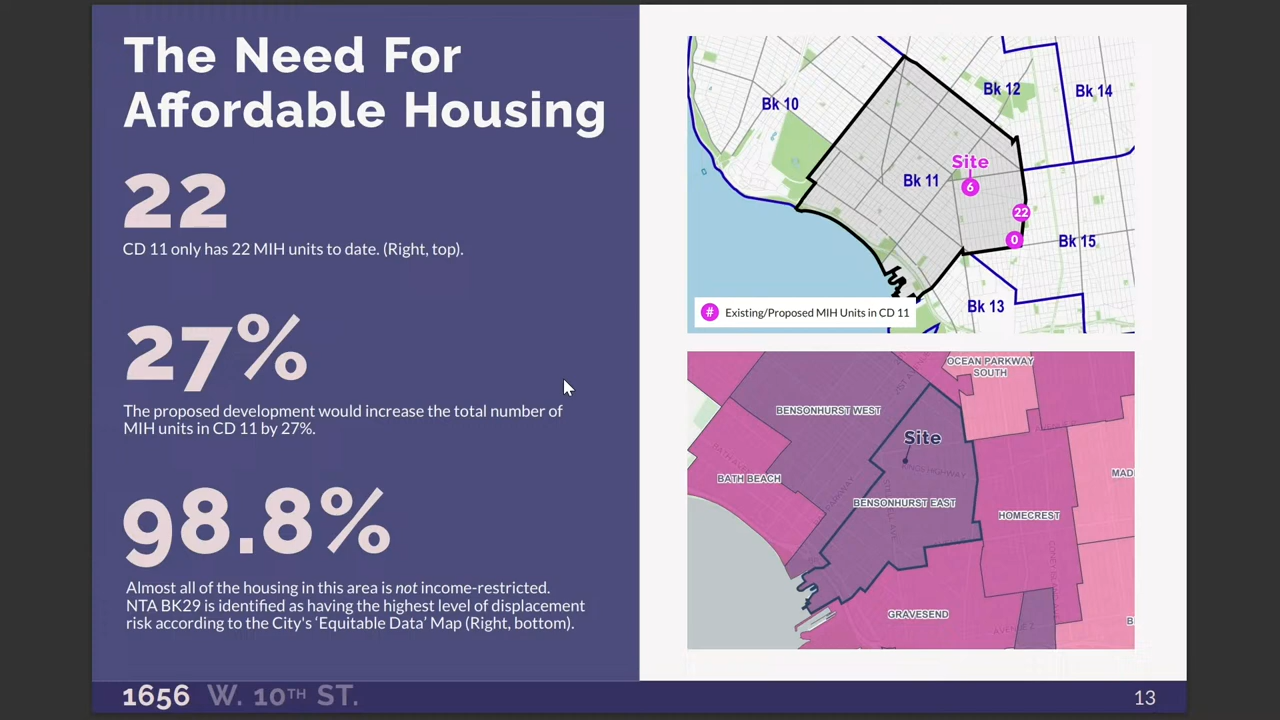 The Need For
Affordable Housing
22
CD 11 only has 22 MIH units to date. (Right, top).
27%
The proposed development would increase the total number of
MIH units in CD 11 by 27%.
98.8%
Almost all of the housing in this area is not income-restricted.
NTA BK29 is identified as having the highest level of displacement
risk according to the City's ‘Equitable Data’ Map (Right, bottom).
Bk 10
Bk 12
Bk 14
Site
6
Bk 11
22
0
Bk 15
Bk 13
# Existing/Proposed MIH Units in CD 11
OCEAN PARKWAY
SOUTH
BENSONHURST WEST
Site
KINGS HIGHWAY
BATH BEACH
BENSONHURST EAST
HOMECREST
GRAVESEND
1656 W. 10TH ST.
13